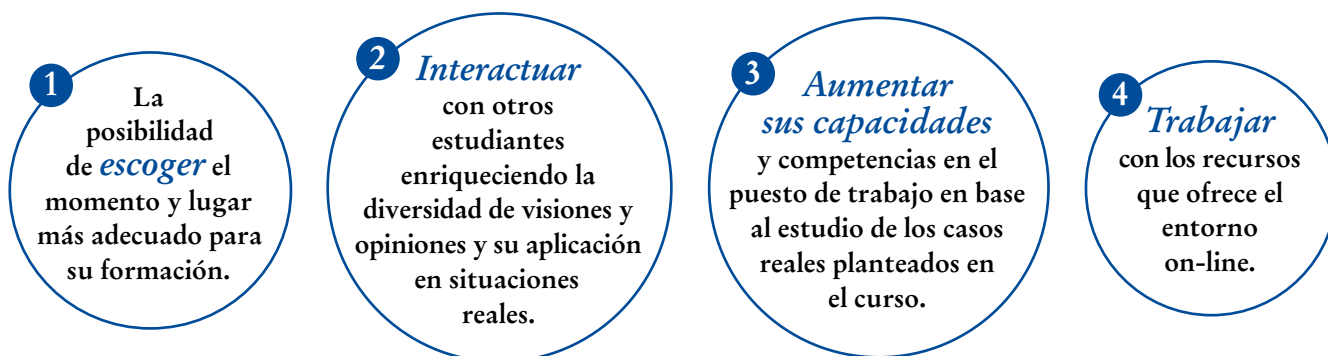 1
La
posibilidad
de escoger el
momento y lugar
más adecuado para
su formación.
2
Interactuar
con otros
estudiantes
enriqueciendo la
diversidad de visiones y
opiniones y su aplicación
en situaciones
reales.
3
Aumentar
sus capacidades
y competencias en el
puesto de trabajo en base
al estudio de los casos
reales planteados en
el curso.
4
Trabajar
con los recursos
que ofrece el
entorno
on-line.